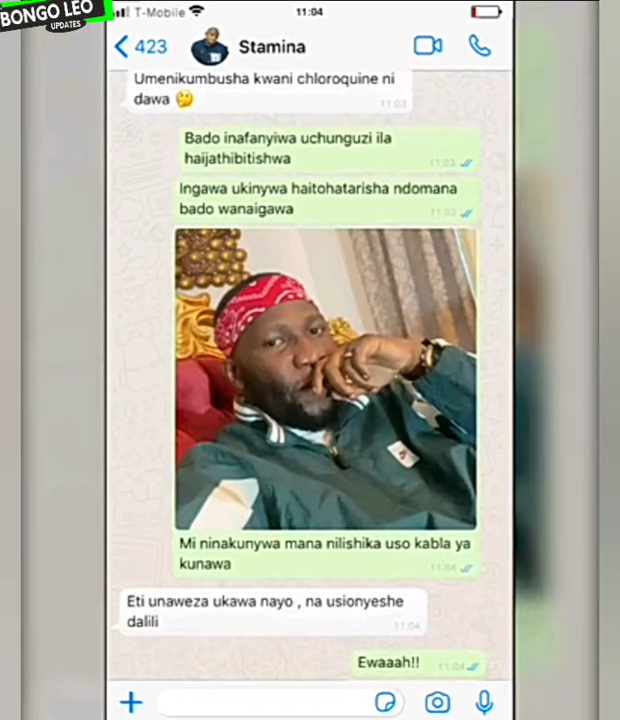 BONGO LEO
UPDATES
T-Mobile 11:04
423 Stamina
Umenikumbusha kwani chloroquine ni
dawa 🤔
11:03
Bado inafanyiwa uchunguzi ila
haijathibitishwa
11:03
Ingawa ukinywa haitohatarisha ndomana
bado wanaigawa
11:03
Mi ninakunywa mana nilishika uso kabla ya
kunawa
11:04
Eti unaweza ukawa nayo , na usionyeshe
dalili
11:04
Ewaaah!! 11:04